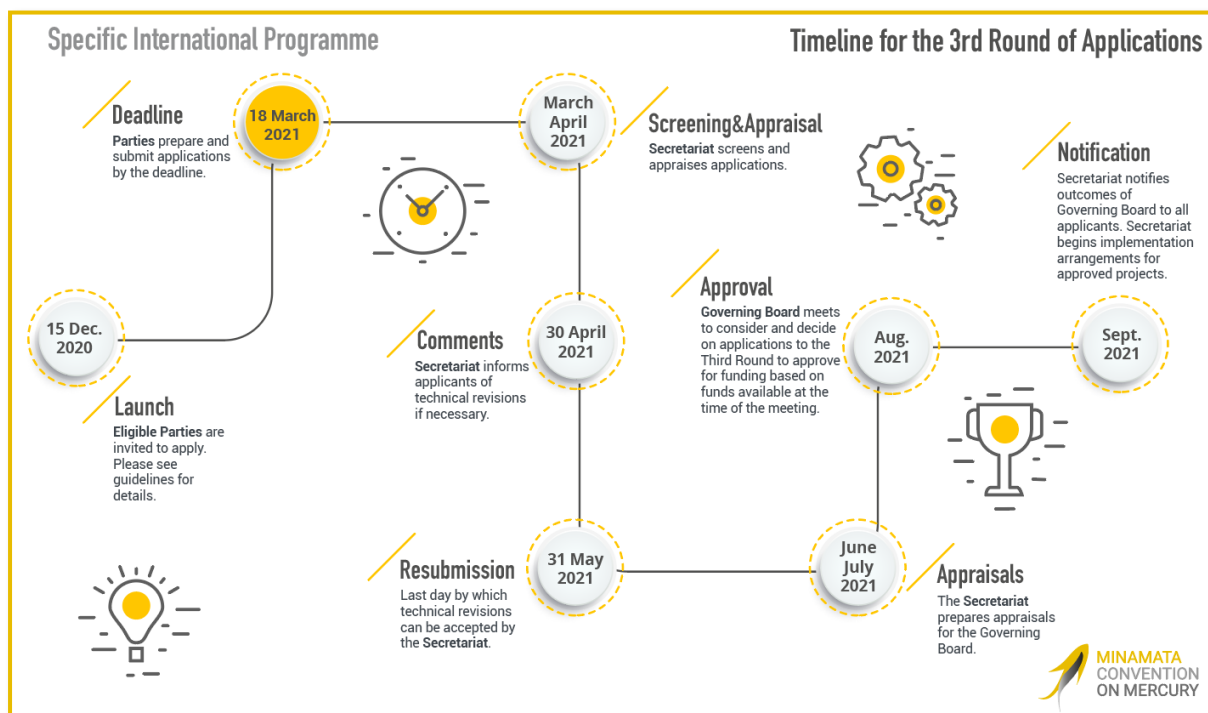 Specific International Programme
Timeline for the 3rd Round of Applications
Deadline
Parties prepare and
submit applications
by the deadline.
18 March
2021
March
April
2021
Screening&Appraisal
Secretariat screens and
appraises applications.
Notification
Secretariat notifies
outcomes of
Governing Board to all
applicants. Secretariat
begins implementation
arrangements for
approved projects.
15 Dec.
2020
Launch
Eligible Parties are
invited to apply.
Please see
guidelines for
details.
Comments
Secretariat informs
applicants of
technical revisions
if necessary.
30 April
2021
Approval
Governing Board meets
to consider and decide
on applications to the
Third Round to approve
for funding based on
funds available at the
time of the meeting.
Aug.
2021
Sept.
2021
Resubmission
Last day by which
technical revisions
can be accepted by
the Secretariat.
31 May
2021
June
July
2021
Appraisals
The Secretariat
prepares appraisals
for the Governing
Board.
MINAMATA
CONVENTION
ON MERCURY